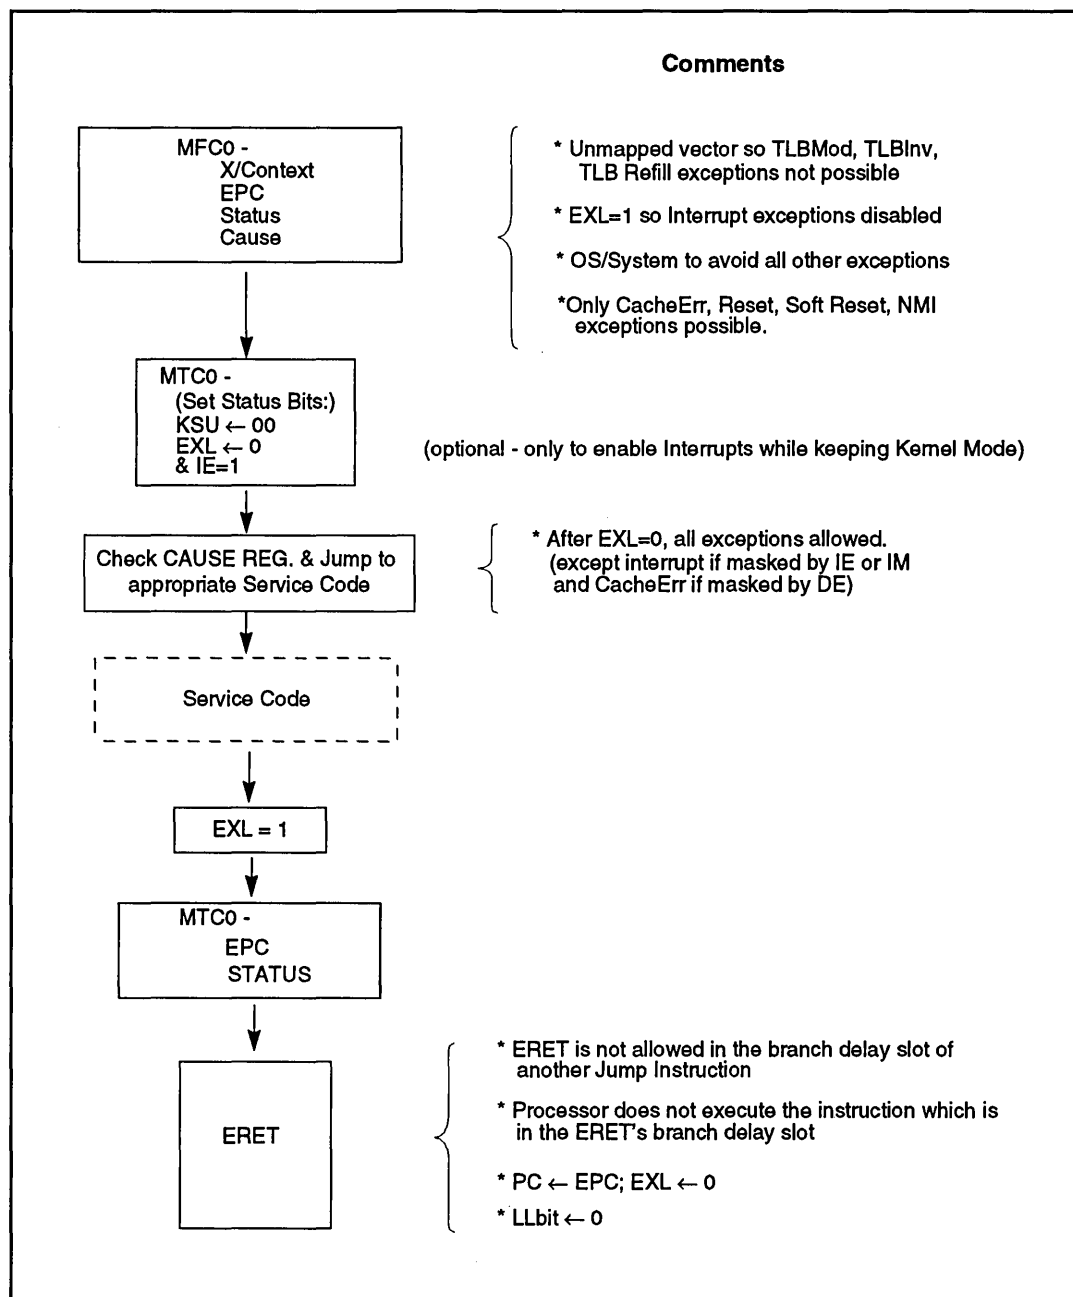 Comments
MFC0 -
X/Context
EPC
Status
Cause
* Unmapped vector so TLBMod, TLBInv,
TLB Refill exceptions not possible
* EXL=1 so Interrupt exceptions disabled
* OS/System to avoid all other exceptions
*Only CacheErr, Reset, Soft Reset, NMI
exceptions possible.
MTC0 -
(Set Status Bits:)
KSU ← 00
EXL ← 0
& IE=1
(optional - only to enable Interrupts while keeping Kernel Mode)
Check CAUSE REG. & Jump to
appropriate Service Code
* After EXL=0, all exceptions allowed.
(except interrupt if masked by IE or IM
and CacheErr if masked by DE)
Service Code
EXL = 1
MTC0 -
EPC
STATUS
ERET
* ERET is not allowed in the branch delay slot of
another Jump Instruction
* Processor does not execute the instruction which is
in the ERET's branch delay slot
* PC ← EPC; EXL ← 0
* LLbit ← 0